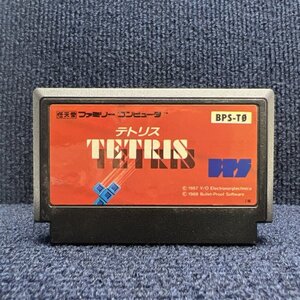 任天堂 ファミリーコンピュータ
BPS-TØ
テトリス
TETRIS
BPS
© 1987 V/O Electronorgtechnica
© 1988 Bullet-Proof Software